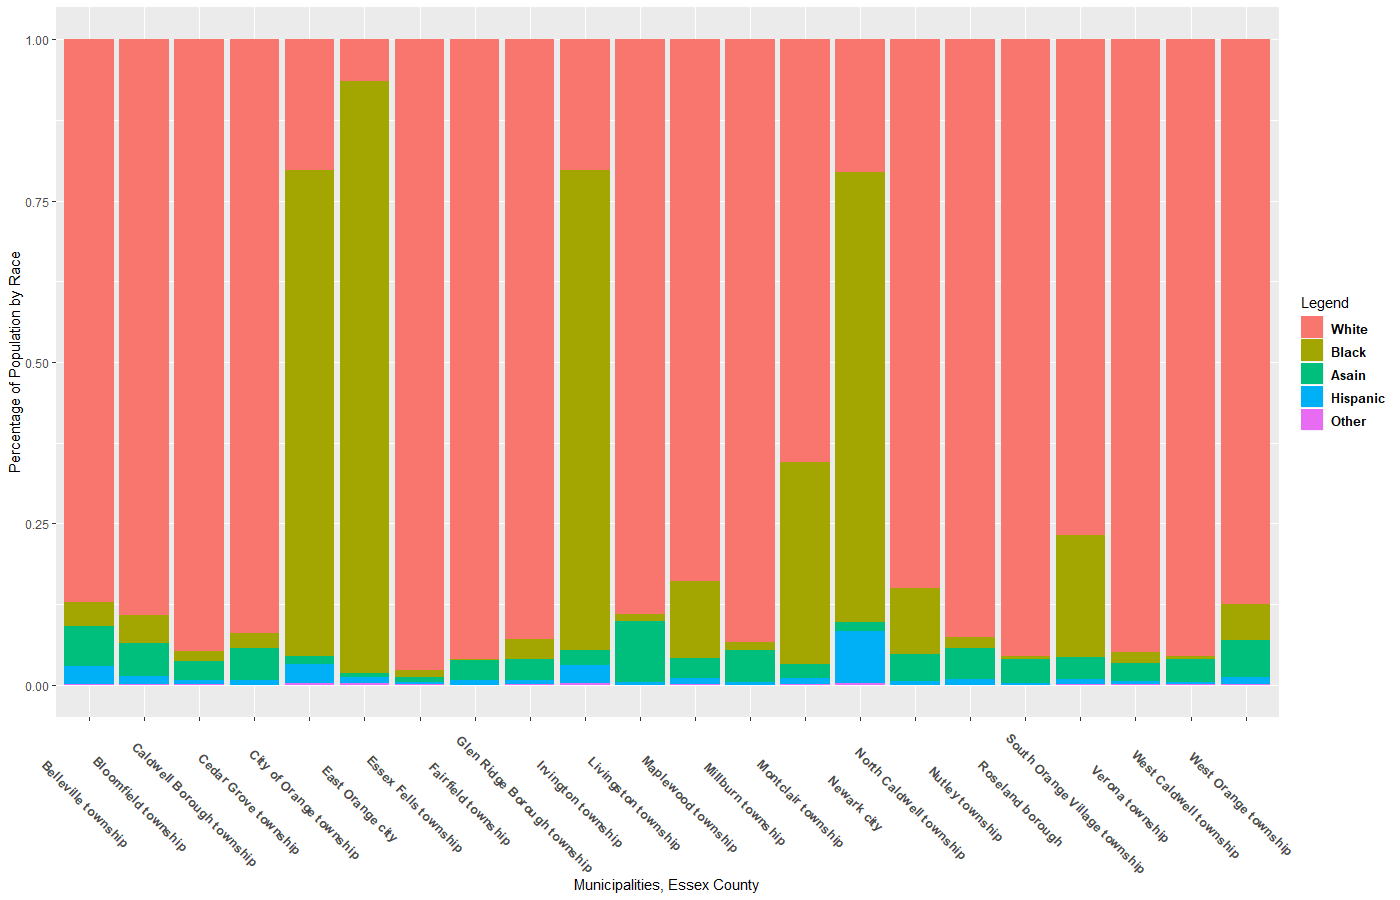 1.00
0.75
0.50
0.25
0.00
Percentage of Population by Race
Belleville township
Bloomfield township
Caldwell Borough township
Cedar Grove township
City of Orange township
East Orange city
Essex Fells township
Fairfield township
Glen Ridge Borough township
Irvington township
Livingston township
Maplewood township
Millburn township
Montclair township
Newark city
North Caldwell township
Nutley township
Roseland borough
South Orange Village township
Verona township
West Caldwell township
West Orange township
Municipalities, Essex County
Legend
White
Black
Asain
Hispanic
Other